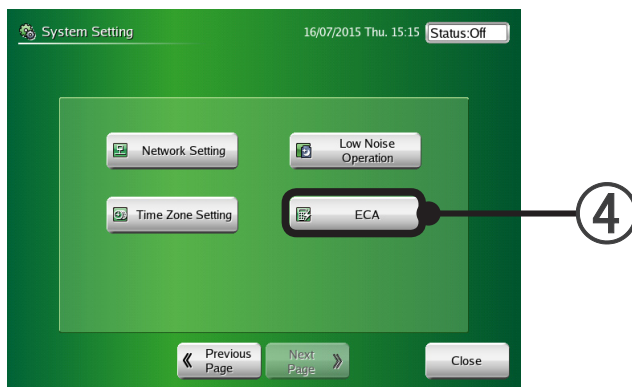 System Setting
16/07/2015 Thu. 15:15 Status:Off
Network Setting
Low Noise
Operation
Time Zone Setting
ECA
④
《 Previous
Page
Next 》
Page
Close